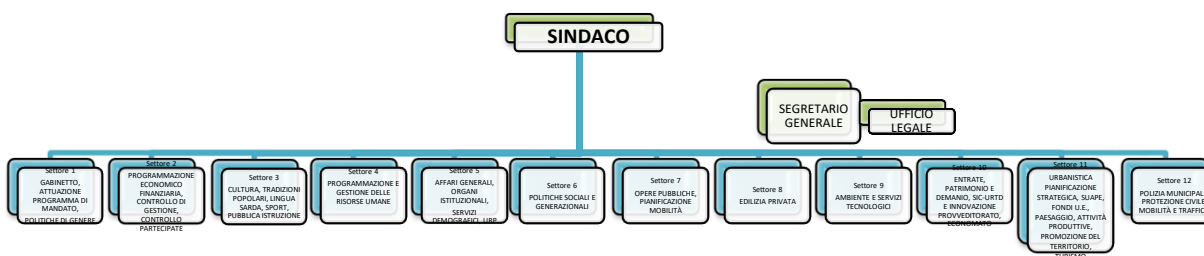 SINDACO
SEGRETARIO
GENERALE
UFFICIO
LEGALE
Settore 1
GABINETTO,
ATTUAZIONE
PROGRAMMA DI
MANDATO,
POLITICHE DI GENERE
Settore 2
PROGRAMMAZIONE
ECONOMICO
FINANZIARIA,
CONTROLLO DI
GESTIONE,
CONTROLLO
PARTECIPATE
Settore 3
CULTURA, TRADIZIONI
POPOLARI, LINGUA
SARDA, SPORT,
PUBBLICA ISTRUZIONE
Settore 4
PROGRAMMAZIONE E
GESTIONE DELLE
RISORSE UMANE
Settore 5
AFFARI GENERALI,
ORGANI
ISTITUZIONALI,
SERVIZI
DEMOGRAFICI, URP
Settore 6
POLITICHE SOCIALI E
GENERAZIONALI
Settore 7
OPERE PUBBLICHE,
PIANIFICAZIONE
MOBILITÀ
Settore 8
EDILIZIA PRIVATA
Settore 9
AMBIENTE E SERVIZI
TECNOLOGICI
Settore 10
ENTRATE,
PATRIMONIO E
DEMANIO, SIC-URTD
E INNOVAZIONE
PROVVEDITORATO,
ECONOMATO
Settore 11
URBANISTICA
PIANIFICAZIONE
STRATEGICA, SUAPE,
FONDI U.E.,
PAESAGGIO, ATTIVITÀ
PRODUTTIVE,
PROMOZIONE DEL
TERRITORIO,
TURISMO
Settore 12
POLIZIA MUNICIPAL
PROTEZIONE CIVILE
MOBILITÀ E TRAFFIC